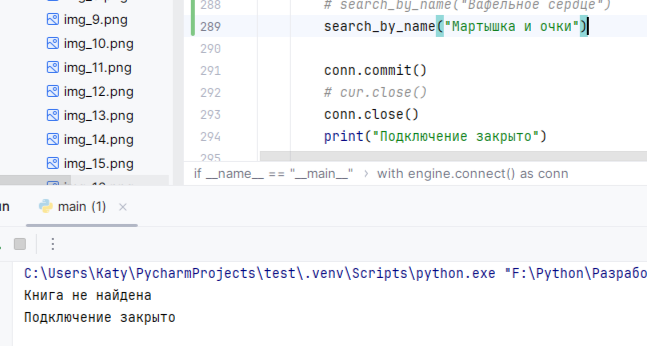 img_9.png
img_10.png
img_11.png
img_12.png
img_13.png
img_14.png
img_15.png
288 # search_by_name("Вафельное сердце")
289 search_by_name("Мартышка и очки")
290
291 conn.commit()
292 # cur.close()
293 conn.close()
294 print("Подключение закрыто")
295
if __name__ == "__main__" › with engine.connect() as conn
main (1)
C:\Users\Katy\PycharmProjects\test\.venv\Scripts\python.exe "F:\Python\Разрабо
Книга не найдена
Подключение закрыто